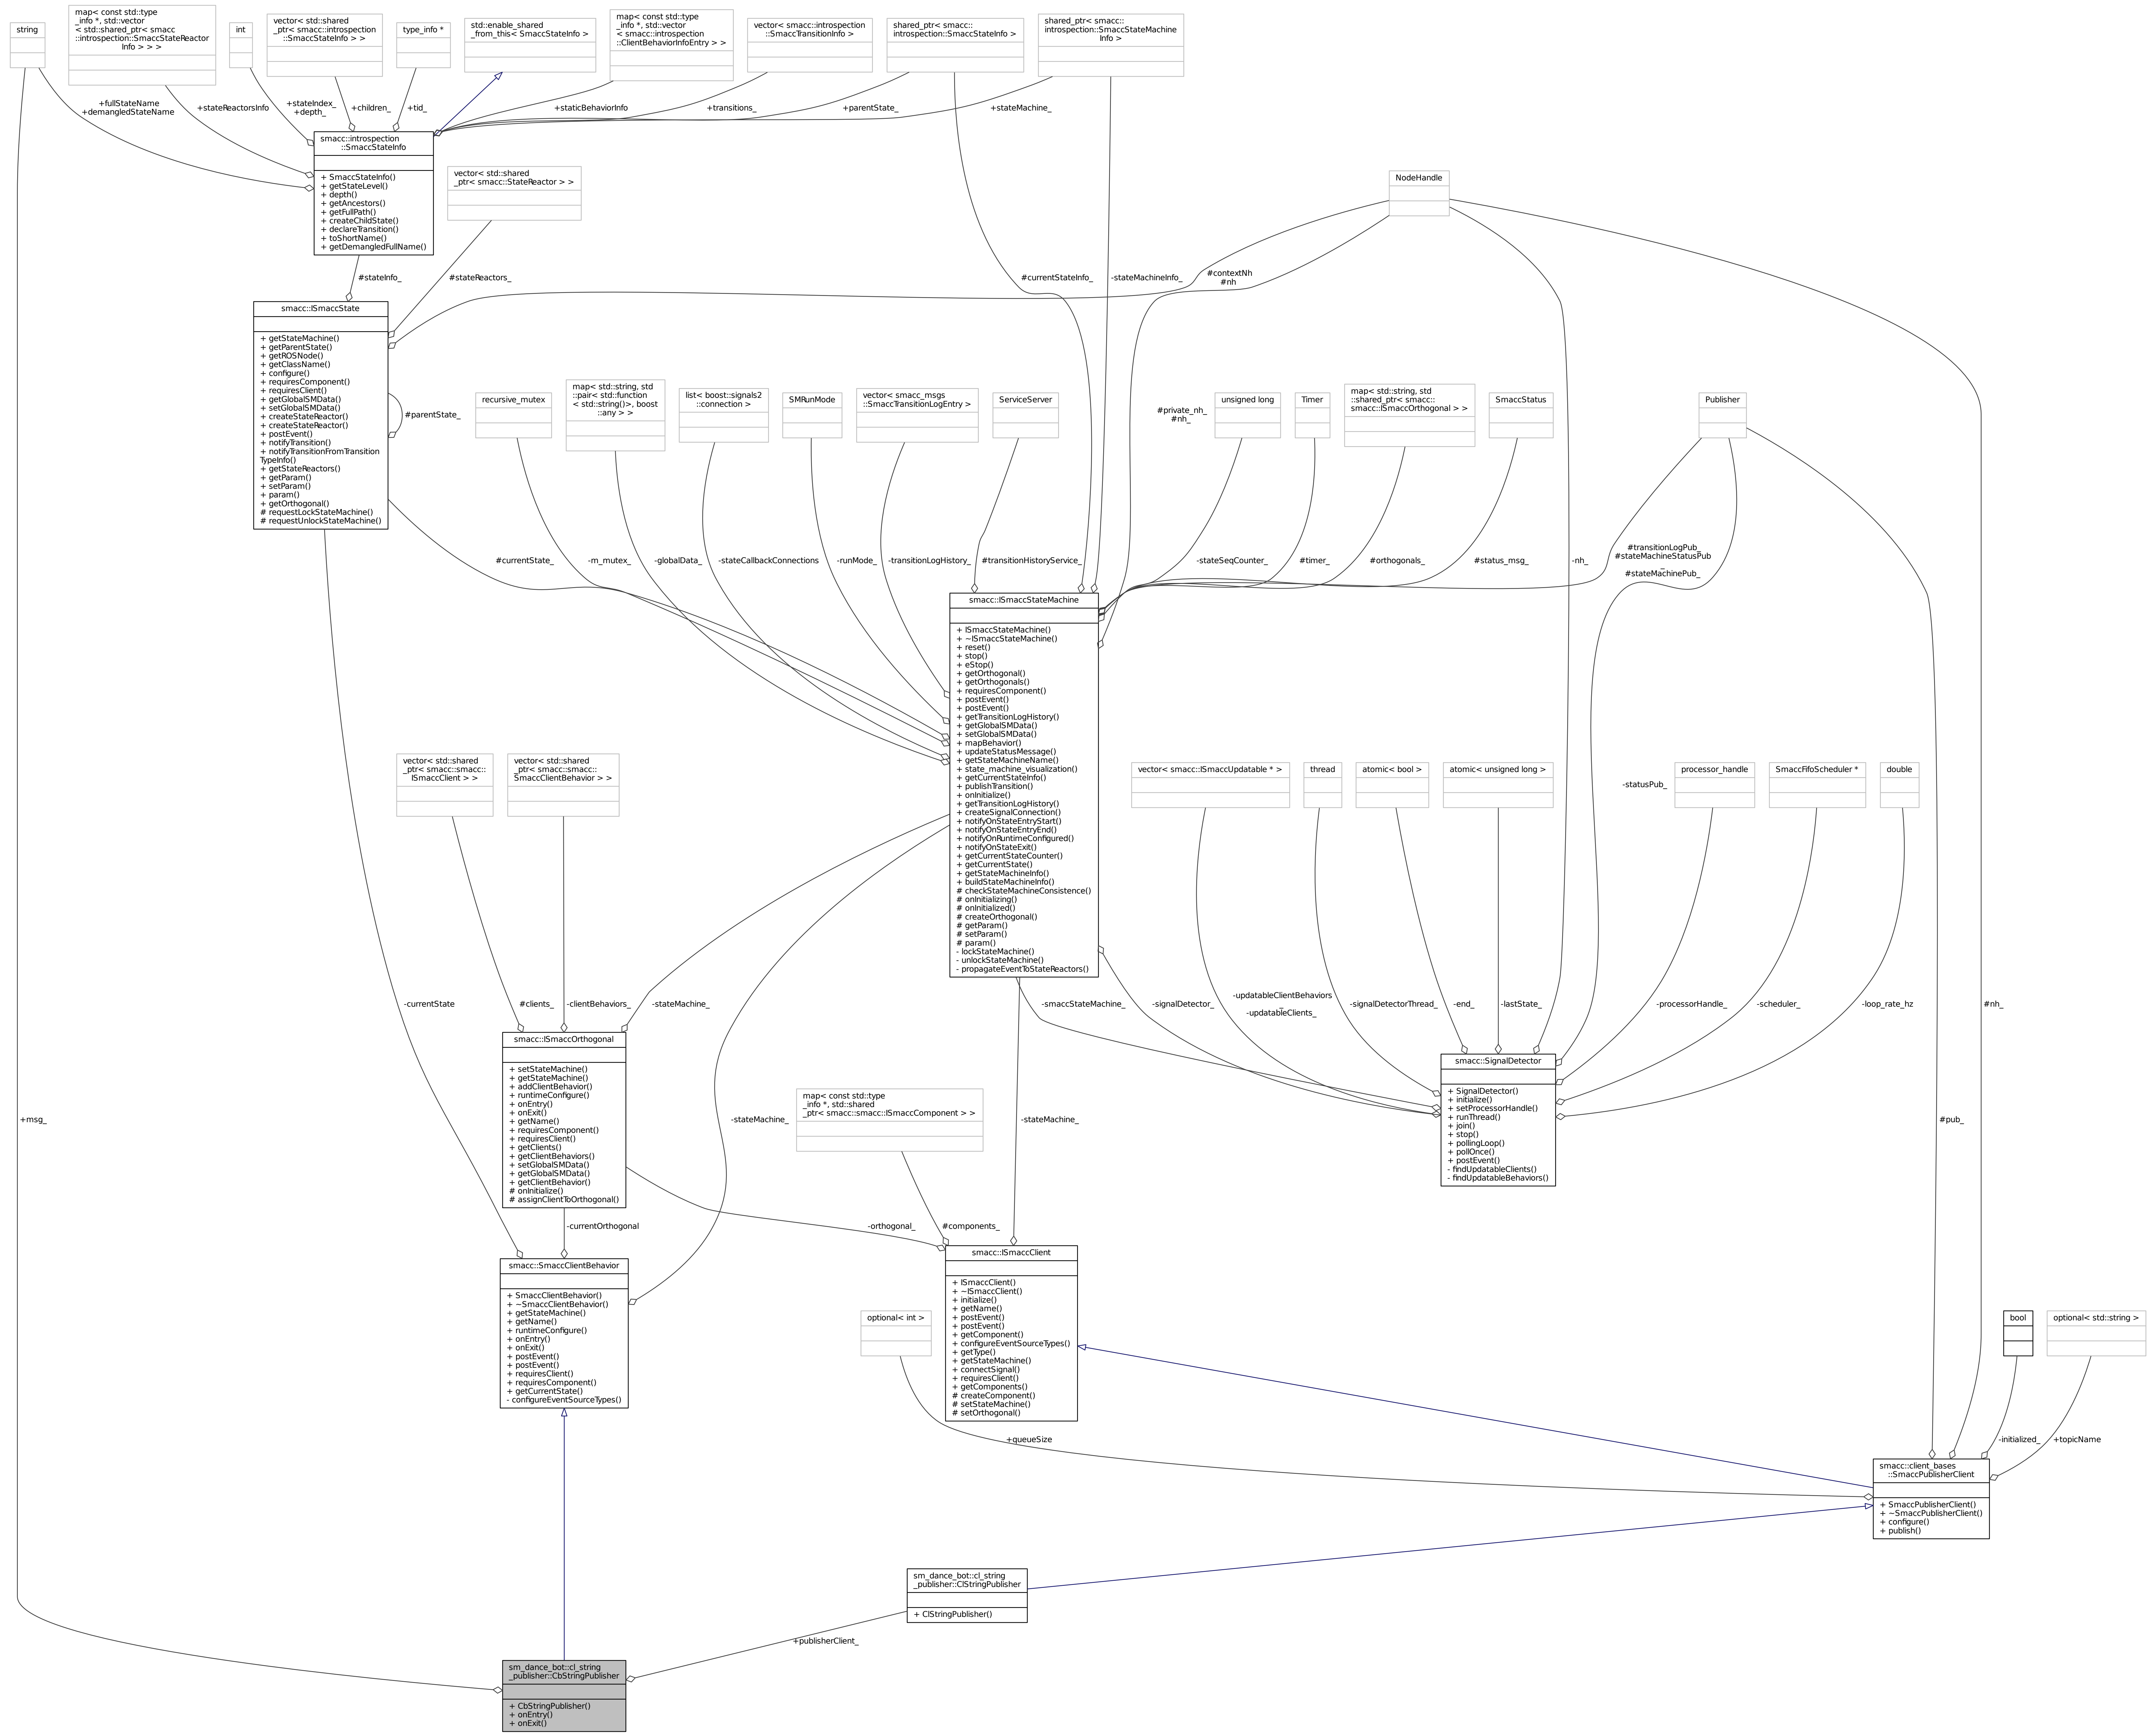 string
map< const std::type
_info *, std::vector
< std::shared_ptr< smacc
::introspection::SmaccStateReactor
Info > > >
int
vector< std::shared
_ptr< smacc::introspection
::SmaccStateInfo > >
type_info *
std::enable_shared
_from_this< SmaccStateInfo >
map< const std::type
_info *, std::vector
< smacc::introspection
::ClientBehaviorInfoEntry > >
vector< smacc::introspection
::SmaccTransitionInfo >
shared_ptr< smacc::
introspection::SmaccStateInfo >
shared_ptr< smacc::
introspection::SmaccStateMachine
Info >
+fullStateName
+demangledStateName
+stateReactorsInfo
+stateIndex_
+depth_
+children_
+tid_
+staticBehaviorInfo
+transitions_
+parentState_
+stateMachine_
smacc::introspection
::SmaccStateInfo
+ SmaccStateInfo()
+ getStateLevel()
+ depth()
+ getAncestors()
+ getFullPath()
+ createChildState()
+ declareTransition()
+ toShortName()
+ getDemangledFullName()
vector< std::shared
_ptr< smacc::StateReactor > >
NodeHandle
#stateInfo_
#stateReactors_
#currentStateInfo_
-stateMachineInfo_
#contextNh
#nh
smacc::ISmaccState
+ getStateMachine()
+ getParentState()
+ getROSNode()
+ getClassName()
+ configure()
+ requiresComponent()
+ requiresClient()
+ getGlobalSMData()
+ setGlobalSMData()
+ createStateReactor()
+ createStateReactor()
+ postEvent()
+ notifyTransition()
+ notifyTransitionFromTransition
TypeInfo()
+ getStateReactors()
+ getParam()
+ setParam()
+ param()
+ getOrthogonal()
# requestLockStateMachine()
# requestUnlockStateMachine()
#parentState_
recursive_mutex
map< std::string, std
::pair< std::function
< std::string()>, boost
::any > >
list< boost::signals2
::connection >
SMRunMode
vector< smacc_msgs
::SmaccTransitionLogEntry >
ServiceServer
#private_nh_
#nh_
unsigned long
Timer
map< std::string, std
::shared_ptr< smacc::
smacc::ISmaccOrthogonal > >
SmaccStatus
Publisher
#currentState_
-m_mutex_
-globalData_
-stateCallbackConnections
-runMode_
-transitionLogHistory_
#transitionHistoryService_
-stateSeqCounter_
#timer_
#orthogonals_
#status_msg_
-nh_
#transitionLogPub_
#stateMachineStatusPub
_
#stateMachinePub_
smacc::ISmaccStateMachine
+ ISmaccStateMachine()
+ ~ISmaccStateMachine()
+ reset()
+ stop()
+ eStop()
+ getOrthogonal()
+ getOrthogonals()
+ requiresComponent()
+ postEvent()
+ postEvent()
+ getTransitionLogHistory()
+ getGlobalSMData()
+ setGlobalSMData()
+ mapBehavior()
+ updateStatusMessage()
+ getStateMachineName()
+ state_machine_visualization()
+ getCurrentStateInfo()
+ publishTransition()
+ onInitialize()
+ getTransitionLogHistory()
+ createSignalConnection()
+ notifyOnStateEntryStart()
+ notifyOnStateEntryEnd()
+ notifyOnRuntimeConfigured()
+ notifyOnStateExit()
+ getCurrentStateCounter()
+ getCurrentState()
+ getStateMachineInfo()
+ buildStateMachineInfo()
# checkStateMachineConsistence()
# onInitializing()
# onInitialized()
# createOrthogonal()
# getParam()
# setParam()
# param()
- lockStateMachine()
- unlockStateMachine()
- propagateEventToStateReactors()
vector< std::shared
_ptr< smacc::smacc::
ISmaccClient > >
vector< std::shared
_ptr< smacc::smacc::
SmaccClientBehavior > >
vector< smacc::ISmaccUpdatable * >
thread
atomic< bool >
atomic< unsigned long >
-statusPub_
processor_handle
SmaccFifoScheduler *
double
-currentState
#clients_
-clientBehaviors_
-stateMachine_
-smaccStateMachine_
-signalDetector_
-updatableClientBehaviors
_
-updatableClients_
-signalDetectorThread_
-end_
-lastState_
-processorHandle_
-scheduler_
-loop_rate_hz
#nh_
smacc::ISmaccOrthogonal
+ setStateMachine()
+ getStateMachine()
+ addClientBehavior()
+ runtimeConfigure()
+ onEntry()
+ onExit()
+ getName()
+ requiresComponent()
+ requiresClient()
+ getClients()
+ getClientBehaviors()
+ setGlobalSMData()
+ getGlobalSMData()
+ getClientBehavior()
# onInitialize()
# assignClientToOrthogonal()
smacc::SignalDetector
+ SignalDetector()
+ initialize()
+ setProcessorHandle()
+ runThread()
+ join()
+ stop()
+ pollingLoop()
+ pollOnce()
+ postEvent()
- findUpdatableClients()
- findUpdatableBehaviors()
+msg_
-stateMachine_
map< const std::type
_info *, std::shared
_ptr< smacc::smacc::ISmaccComponent > >
-stateMachine_
#pub_
-currentOrthogonal
-orthogonal_
#components_
smacc::SmaccClientBehavior
+ SmaccClientBehavior()
+ ~SmaccClientBehavior()
+ getStateMachine()
+ getName()
+ runtimeConfigure()
+ onEntry()
+ onExit()
+ postEvent()
+ postEvent()
+ requiresClient()
+ requiresComponent()
+ getCurrentState()
- configureEventSourceTypes()
optional< int >
smacc::ISmaccClient
+ ISmaccClient()
+ ~ISmaccClient()
+ initialize()
+ getName()
+ postEvent()
+ postEvent()
+ getComponent()
+ configureEventSourceTypes()
+ getType()
+ getStateMachine()
+ connectSignal()
+ requiresClient()
+ getComponents()
# createComponent()
# setStateMachine()
# setOrthogonal()
bool
optional< std::string >
+queueSize
-initialized_
+topicName
smacc::client_bases
::SmaccPublisherClient
+ SmaccPublisherClient()
+ ~SmaccPublisherClient()
+ configure()
+ publish()
sm_dance_bot::cl_string
_publisher::ClStringPublisher
+ ClStringPublisher()
+publisherClient_
sm_dance_bot::cl_string
_publisher::CbStringPublisher
+ CbStringPublisher()
+ onEntry()
+ onExit()